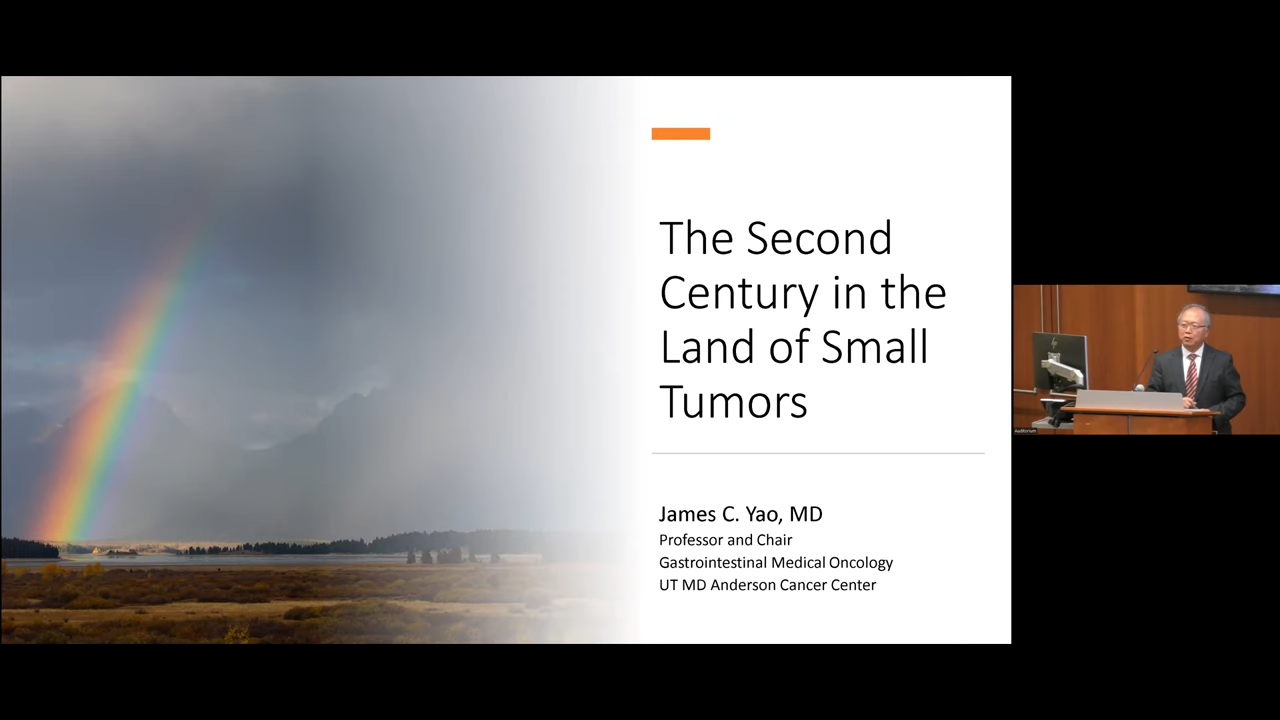 The Second
Century in the
Land of Small
Tumors
James C. Yao, MD
Professor and Chair
Gastrointestinal Medical Oncology
UT MD Anderson Cancer Center
Auditorium